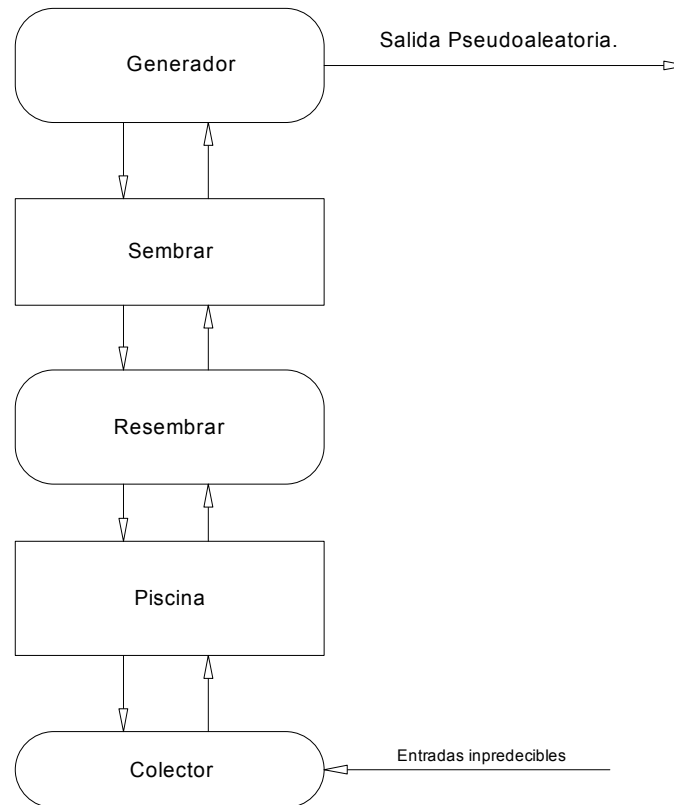 Generador
Salida Pseudoaleatoria.
Sembrar
Resembrar
Piscina
Colector
Entradas inpredecibles